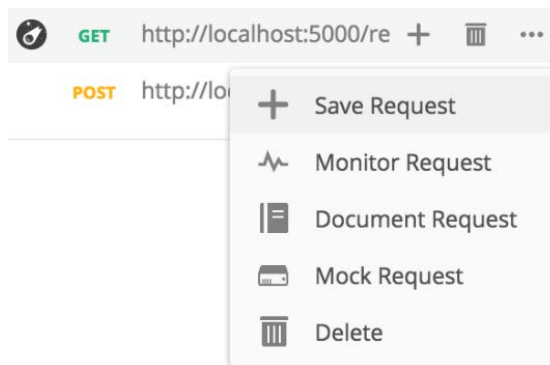 GET http://localhost:5000/re
POST http://lo
Save Request
Monitor Request
Document Request
Mock Request
Delete